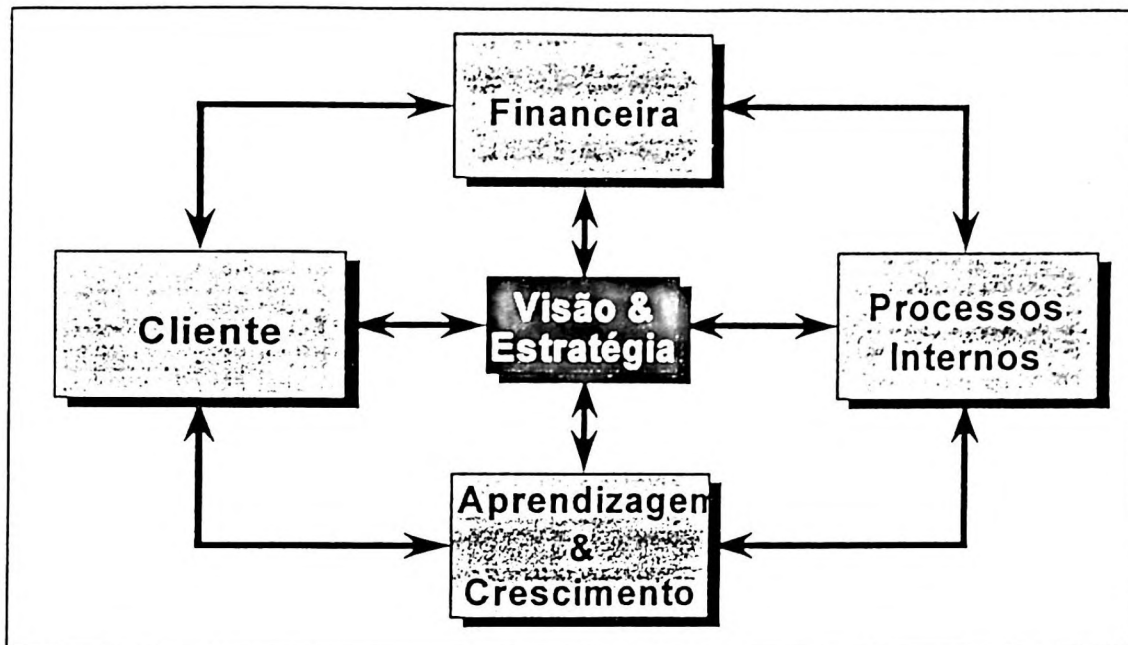 Financeira
Cliente
Visão &
Estratégia
Processos
Internos
Aprendizagem
&
Crescimento